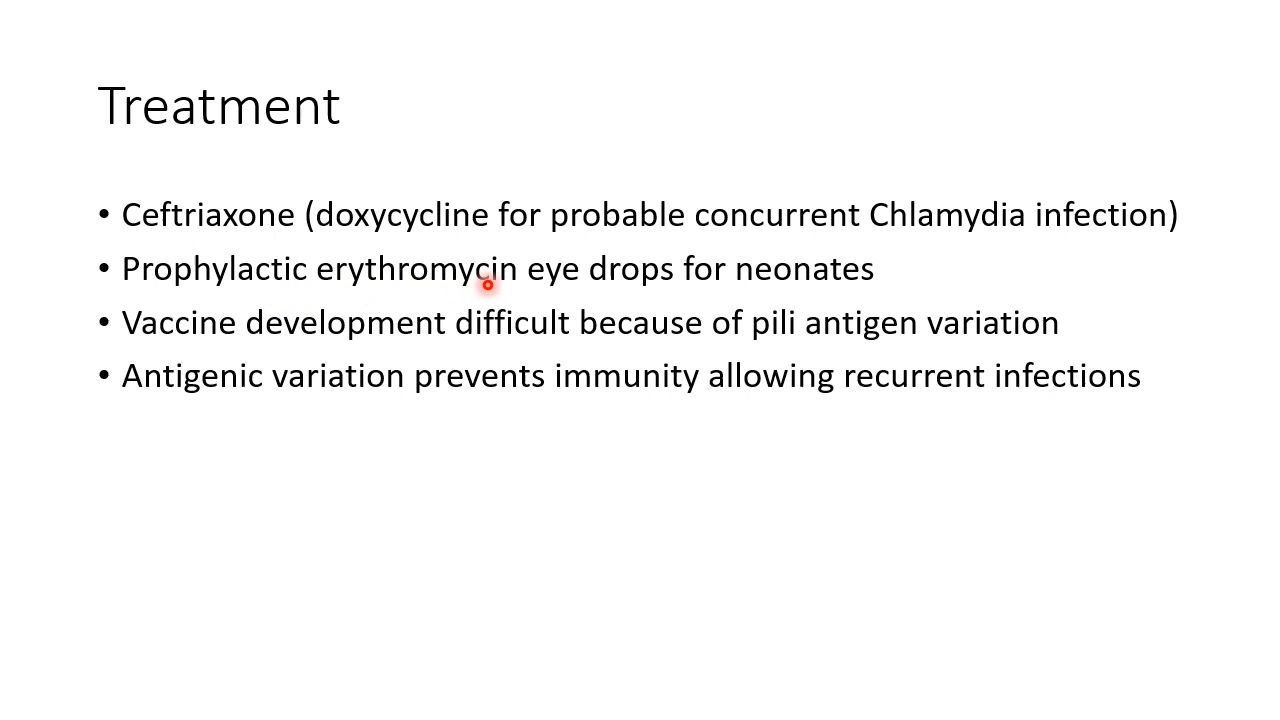 Treatment
• Ceftriaxone (doxycycline for probable concurrent Chlamydia infection)
• Prophylactic erythromycin eye drops for neonates
• Vaccine development difficult because of pili antigen variation
• Antigenic variation prevents immunity allowing recurrent infections